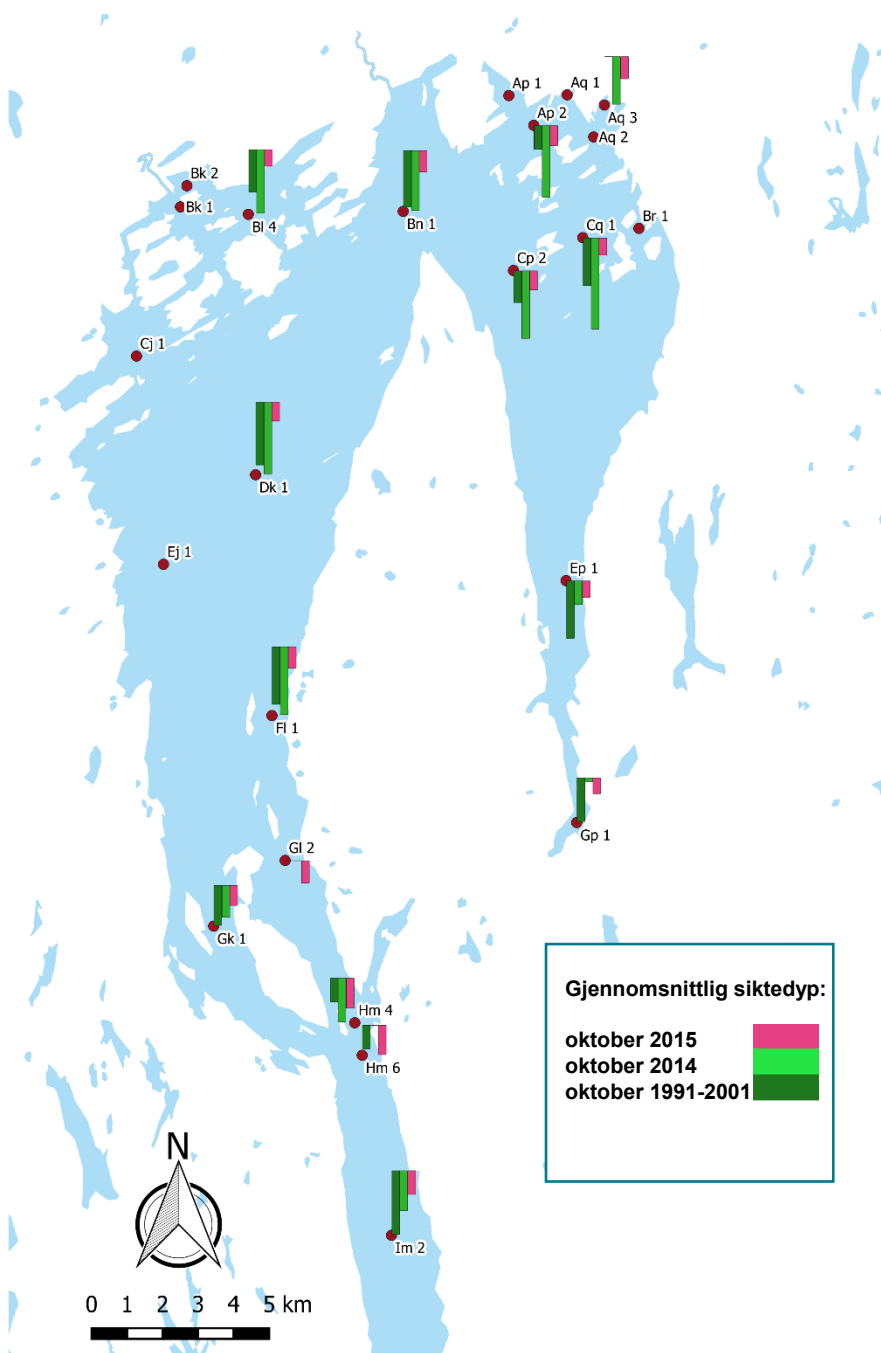 Ap 1
Aq 1
Ap 2
Aq 3
Aq 2
Bk 2
Bk 1
Bl 4
Bn 1
Br 1
Cq 1
Cp 2
Cj 1
Dk 1
Ej 1
Ep 1
Fl 1
Gp 1
Gl 2
Gk 1
Hm 4
Hm 6
Im 2
Gjennomsnittlig siktedyp:
oktober 2015
oktober 2014
oktober 1991-2001
N
0 1 2 3 4 5 km